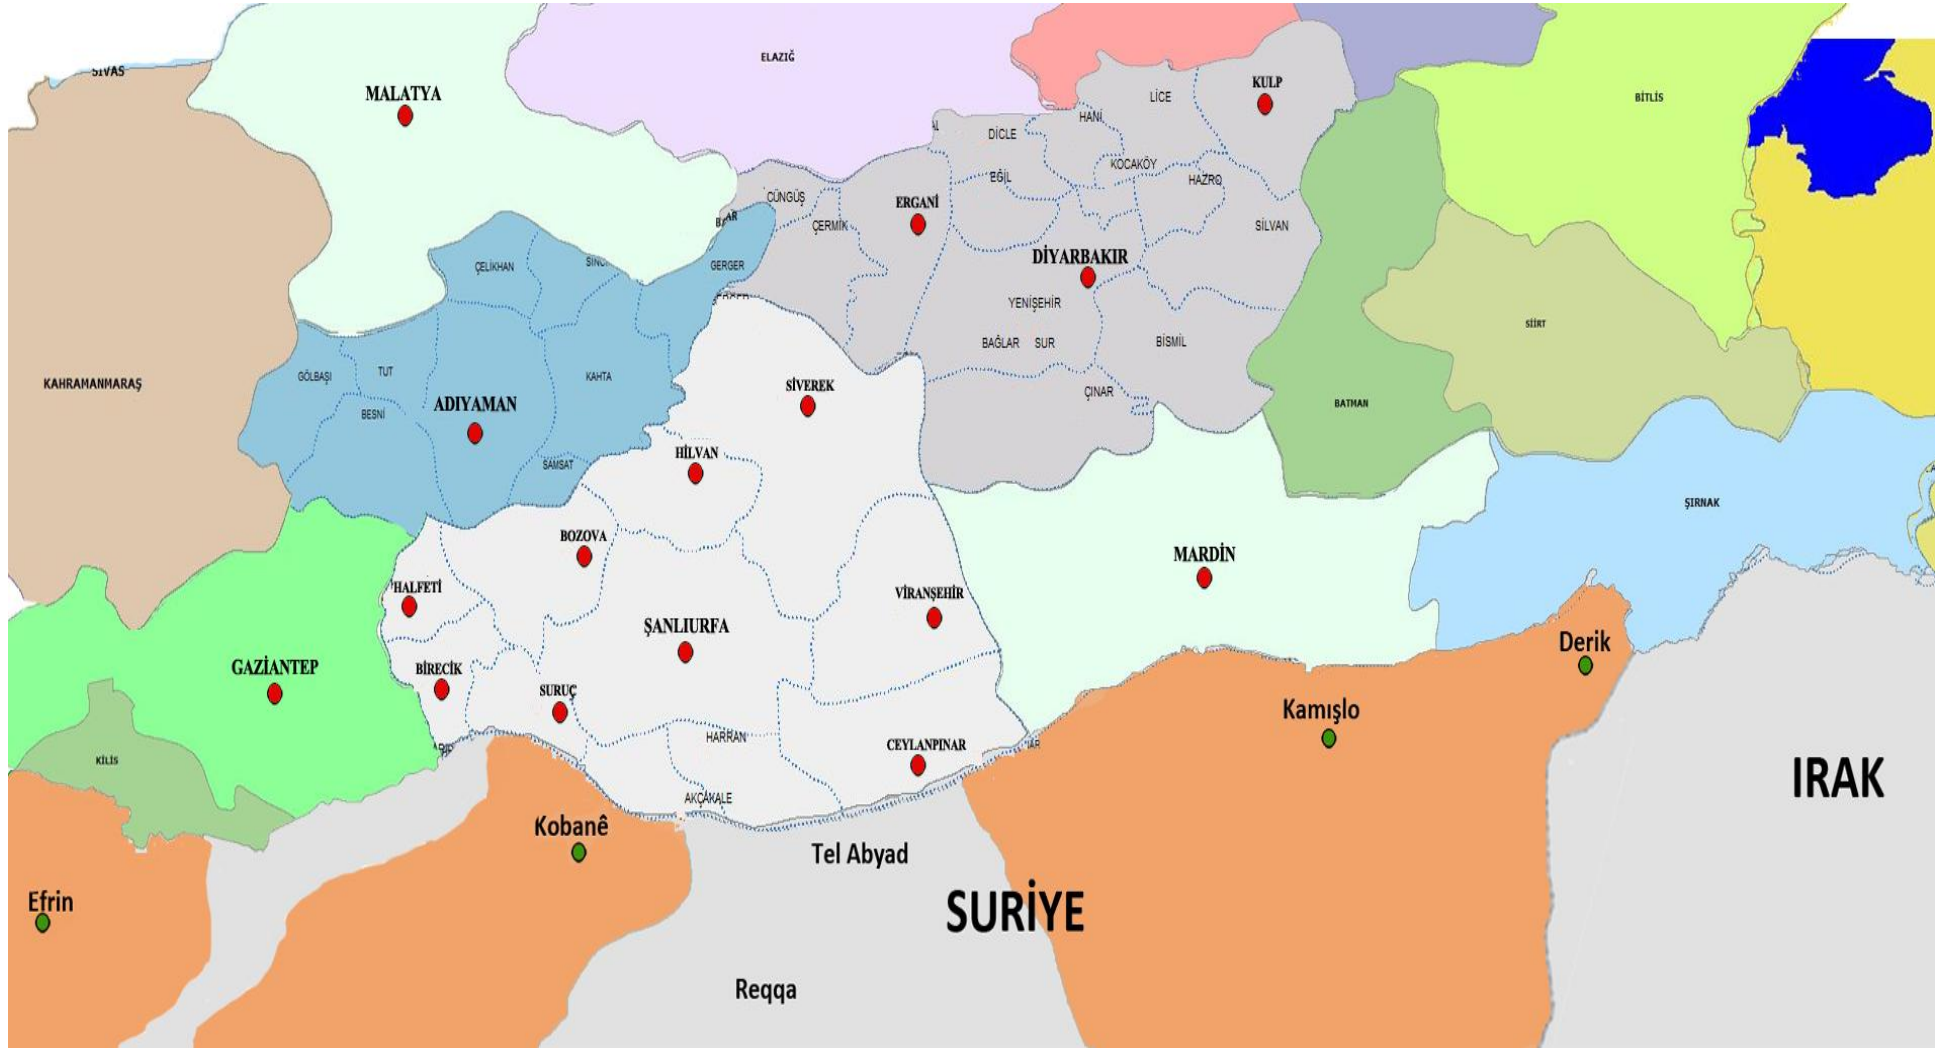 SİVAS
MALATYA
ELAZIĞ
KULP
LİCE
HANİ
DİCLE
BİTLİS
KOCAKÖY
EĞİL
HAZRO
CÜNGÜŞ
ERGANİ
ÇERMİK
SİLVAN
DİYARBAKIR
ÇELİKHAN
GERGER
YENİŞEHİR
BAĞLAR
SUR
BİSMİL
SİİRT
KAHRAMANMARAŞ
GÖLBAŞI
TUT
KAHTA
SİVEREK
ÇINAR
BATMAN
ADIYAMAN
BESNİ
HİLVAN
SAMSAT
ŞIRNAK
BOZOVA
MARDİN
HALFETİ
VİRANŞEHİR
ŞANLIURFA
Derik
GAZİANTEP
BİRECİK
SURUÇ
Kamışlo
HARRAN
CEYLANPINAR
KİLİS
IRAK
AKÇAKALE
Kobanê
Tel Abyad
Efrin
SURİYE
Reqqa